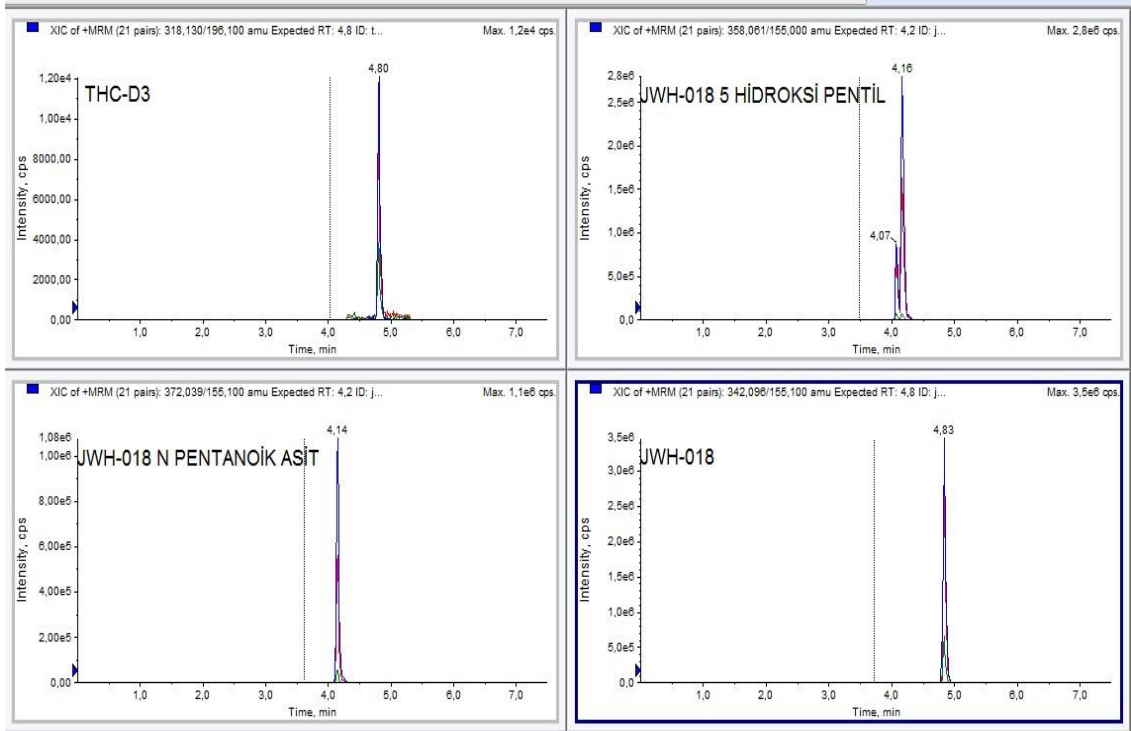 XIC of +MRM (21 pairs): 318,130/196,100 amu Expected RT: 4,8 ID: t...
Max. 1,2e4 cps.
4,80
1,20e4
THC-D3
1,00e4
8000,00
6000,00
4000,00
2000,00
0,00
Intensity, cps
1,0 2,0 3,0 4,0 5,0 6,0 7,0
Time, min
XIC of +MRM (21 pairs): 358,061/155,000 amu Expected RT: 4,2 ID: j...
Max. 2,8e6 cps.
4,16
2,8e6
JWH-018 5 HİDROKSİ PENTİL
2,5e6
2,0e6
1,5e6
4,07
1,0e6
5,0e5
0,0
Intensity, cps
1,0 2,0 3,0 4,0 5,0 6,0 7,0
Time, min
XIC of +MRM (21 pairs): 372,039/155,100 amu Expected RT: 4,2 ID: j...
Max. 1,1e6 cps.
4,14
1,08e6
JWH-018 N PENTANOİK ASİT
1,00e6
8,00e5
6,00e5
4,00e5
2,00e5
0,00
Intensity, cps
1,0 2,0 3,0 4,0 5,0 6,0 7,0
Time, min
XIC of +MRM (21 pairs): 342,096/155,100 amu Expected RT: 4,8 ID: j...
Max. 3,5e6 cps.
4,83
3,5e6
JWH-018
3,0e6
2,5e6
2,0e6
1,5e6
1,0e6
5,0e5
0,0
Intensity, cps
1,0 2,0 3,0 4,0 5,0 6,0 7,0
Time, min